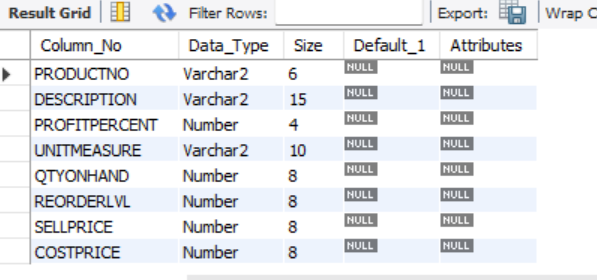 Result Grid Filter Rows: Export: Wrap C
Column_No Data_Type Size Default_1 Attributes
PRODUCTNO Varchar2 6 NULL NULL
DESCRIPTION Varchar2 15 NULL NULL
PROFITPERCENT Number 4 NULL NULL
UNITMEASURE Varchar2 10 NULL NULL
QTYONHAND Number 8 NULL NULL
REORDERLVL Number 8 NULL NULL
SELLPRICE Number 8 NULL NULL
COSTPRICE Number 8 NULL NULL